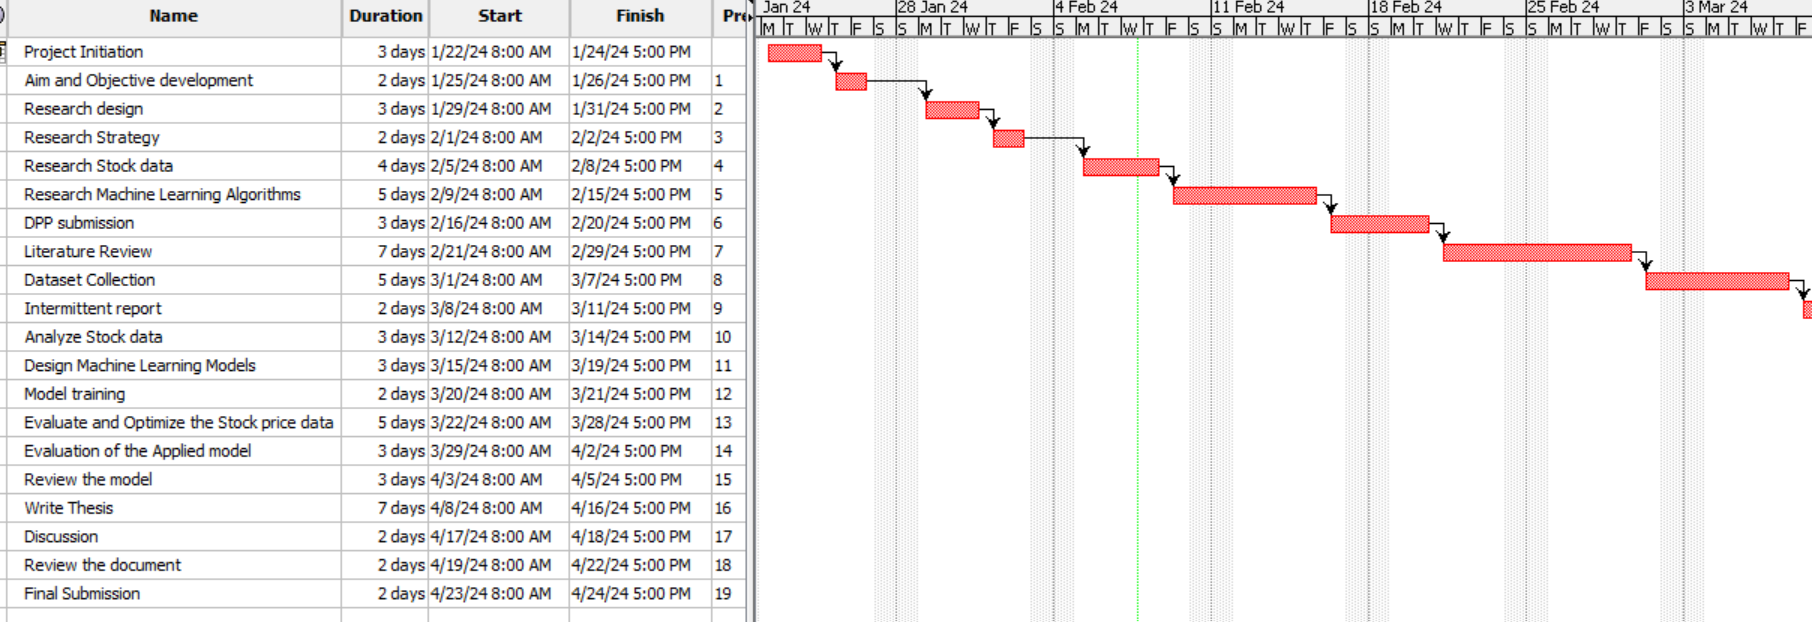 Name Duration Start Finish Pre Jan 24 28 Jan 24 4 Feb 24 11 Feb 24 18 Feb 24 25 Feb 24 3 Mar 24
M T W T F S S M T W T F S S M T W T F S S M T W T F S S M T W T F S S M T W T F S S M T W T F
Project Initiation 3 days 1/22/24 8:00 AM 1/24/24 5:00 PM
Aim and Objective development 2 days 1/25/24 8:00 AM 1/26/24 5:00 PM 1
Research design 3 days 1/29/24 8:00 AM 1/31/24 5:00 PM 2
Research Strategy 2 days 2/1/24 8:00 AM 2/2/24 5:00 PM 3
Research Stock data 4 days 2/5/24 8:00 AM 2/8/24 5:00 PM 4
Research Machine Learning Algorithms 5 days 2/9/24 8:00 AM 2/15/24 5:00 PM 5
DPP submission 3 days 2/16/24 8:00 AM 2/20/24 5:00 PM 6
Literature Review 7 days 2/21/24 8:00 AM 2/29/24 5:00 PM 7
Dataset Collection 5 days 3/1/24 8:00 AM 3/7/24 5:00 PM 8
Intermittent report 2 days 3/8/24 8:00 AM 3/11/24 5:00 PM 9
Analyze Stock data 3 days 3/12/24 8:00 AM 3/14/24 5:00 PM 10
Design Machine Learning Models 3 days 3/15/24 8:00 AM 3/19/24 5:00 PM 11
Model training 2 days 3/20/24 8:00 AM 3/21/24 5:00 PM 12
Evaluate and Optimize the Stock price data 5 days 3/22/24 8:00 AM 3/28/24 5:00 PM 13
Evaluation of the Applied model 3 days 3/29/24 8:00 AM 4/2/24 5:00 PM 14
Review the model 3 days 4/3/24 8:00 AM 4/5/24 5:00 PM 15
Write Thesis 7 days 4/8/24 8:00 AM 4/16/24 5:00 PM 16
Discussion 2 days 4/17/24 8:00 AM 4/18/24 5:00 PM 17
Review the document 2 days 4/19/24 8:00 AM 4/22/24 5:00 PM 18
Final Submission 2 days 4/23/24 8:00 AM 4/24/24 5:00 PM 19